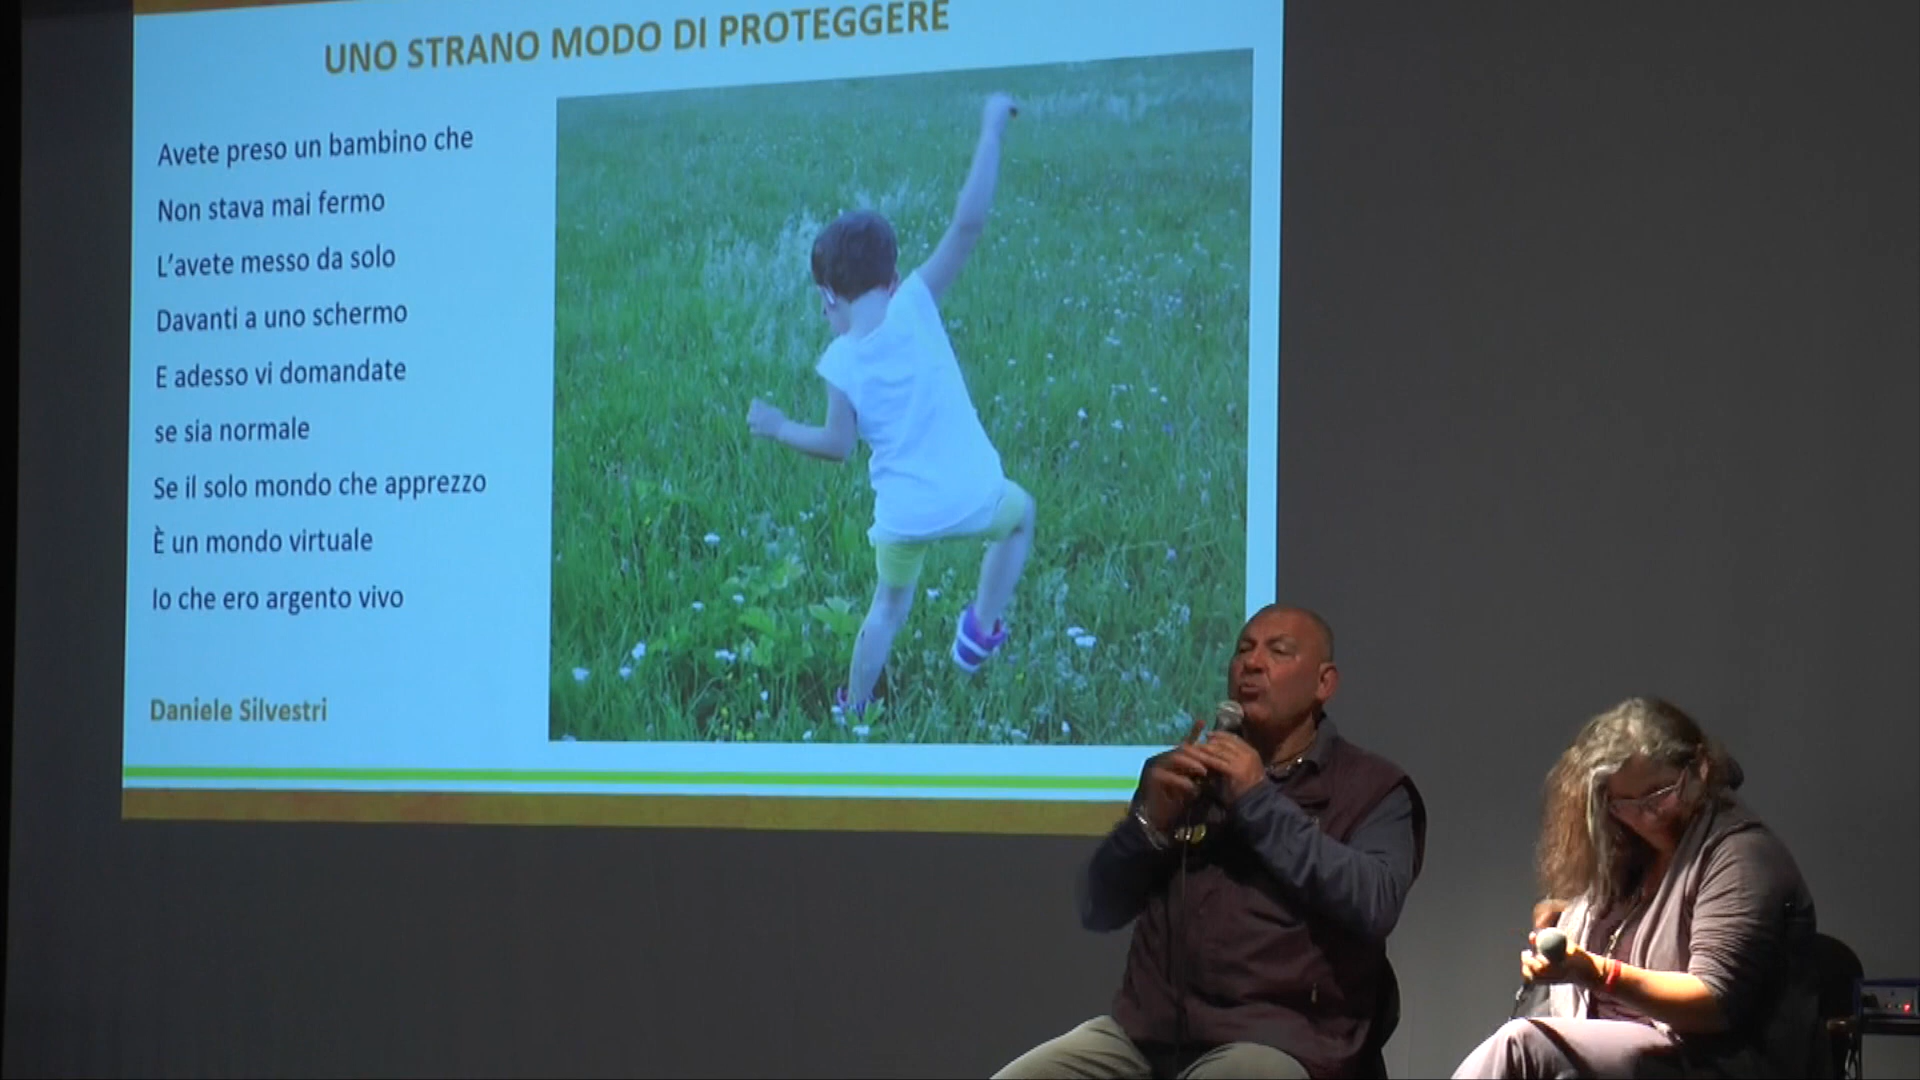 UNO STRANO MODO DI PROTEGGERE
Avete preso un bambino che
Non stava mai fermo
L'avete messo da solo
Davanti a uno schermo
E adesso vi domandate
se sia normale
Se il solo mondo che apprezzo
È un mondo virtuale
Io che ero argento vivo
Daniele Silvestri